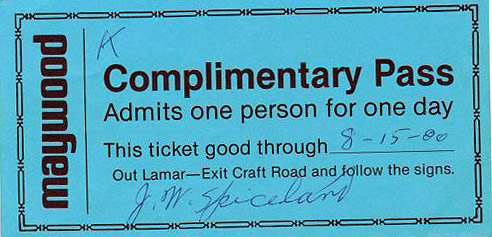 maywood
K
Complimentary Pass
Admits one person for one day
This ticket good through 8-15-80
Out Lamar—Exit Craft Road and follow the signs.
J. W. Spiceland